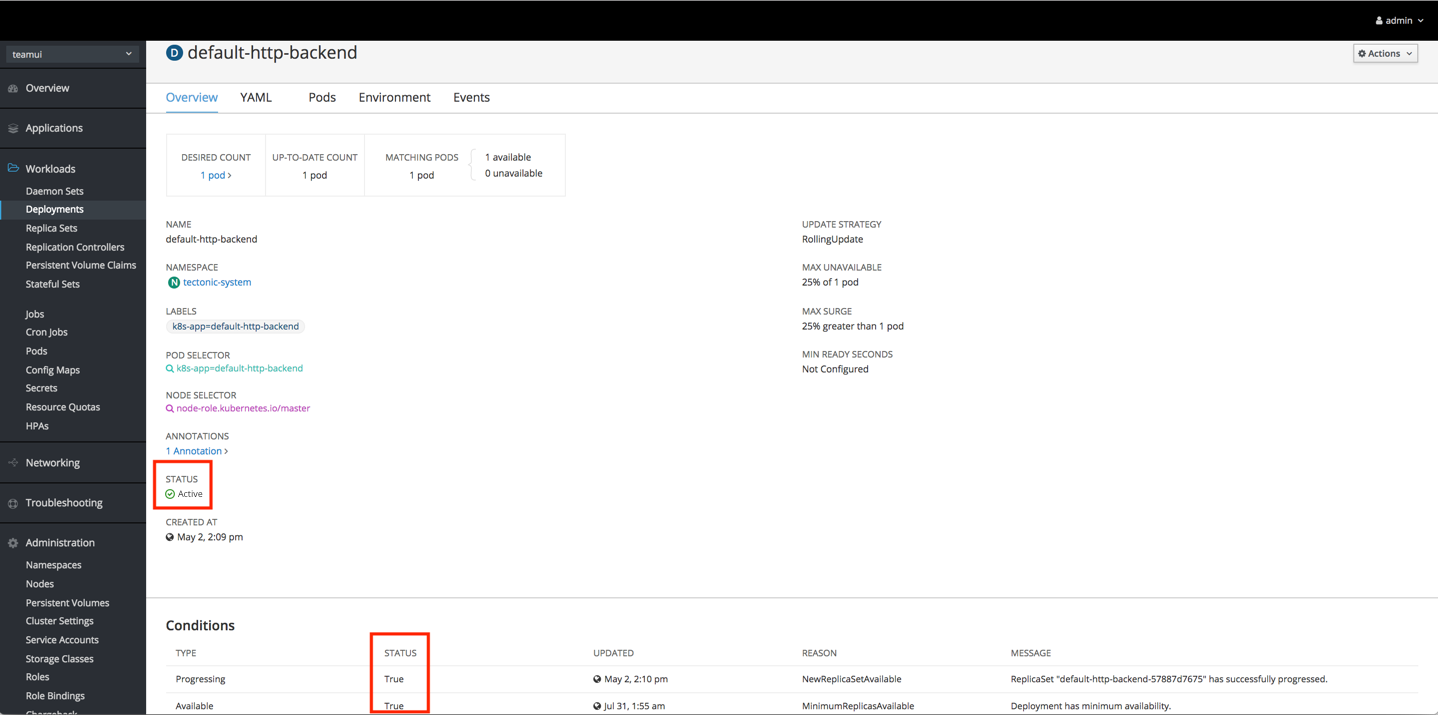 admin
teamui
D default-http-backend
Actions
Overview
Applications
Workloads
Daemon Sets
Deployments
Replica Sets
Replication Controllers
Persistent Volume Claims
Stateful Sets
Jobs
Cron Jobs
Pods
Config Maps
Secrets
Resource Quotas
HPAs
Networking
Troubleshooting
Administration
Namespaces
Nodes
Persistent Volumes
Cluster Settings
Service Accounts
Storage Classes
Roles
Role Bindings
Chargeback
Overview YAML Pods Environment Events
DESIRED COUNT UP-TO-DATE COUNT MATCHING PODS 1 available
1 pod 1 pod 1 pod 0 unavailable
NAME
default-http-backend
NAMESPACE
N tectonic-system
LABELS
k8s-app=default-http-backend
POD SELECTOR
k8s-app=default-http-backend
NODE SELECTOR
node-role.kubernetes.io/master
ANNOTATIONS
1 Annotation
STATUS
Active
CREATED AT
May 2, 2:09 pm
UPDATE STRATEGY
RollingUpdate
MAX UNAVAILABLE
25% of 1 pod
MAX SURGE
25% greater than 1 pod
MIN READY SECONDS
Not Configured
Conditions
TYPE STATUS UPDATED REASON MESSAGE
Progressing True May 2, 2:10 pm NewReplicaSetAvailable ReplicaSet "default-http-backend-57887d7675" has successfully progressed.
Available True Jul 31, 1:55 am MinimumReplicasAvailable Deployment has minimum availability.